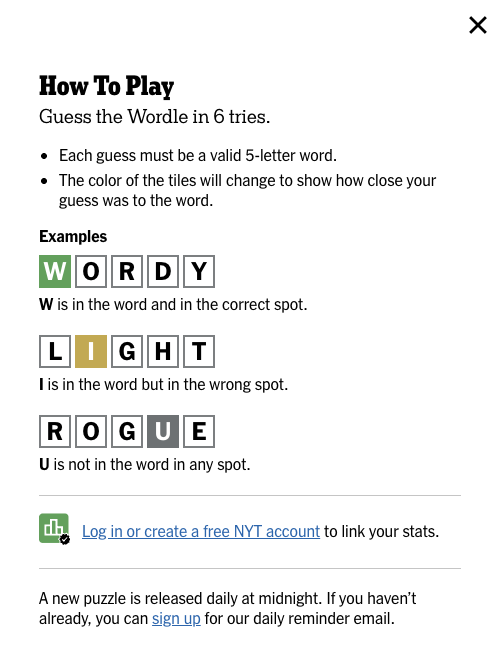 How To Play
Guess the Wordle in 6 tries.
• Each guess must be a valid 5-letter word.
• The color of the tiles will change to show how close your
guess was to the word.
Examples
W O R D Y
W is in the word and in the correct spot.
L I G H T
I is in the word but in the wrong spot.
R O G U E
U is not in the word in any spot.
Log in or create a free NYT account to link your stats.
A new puzzle is released daily at midnight. If you haven’t
already, you can sign up for our daily reminder email.